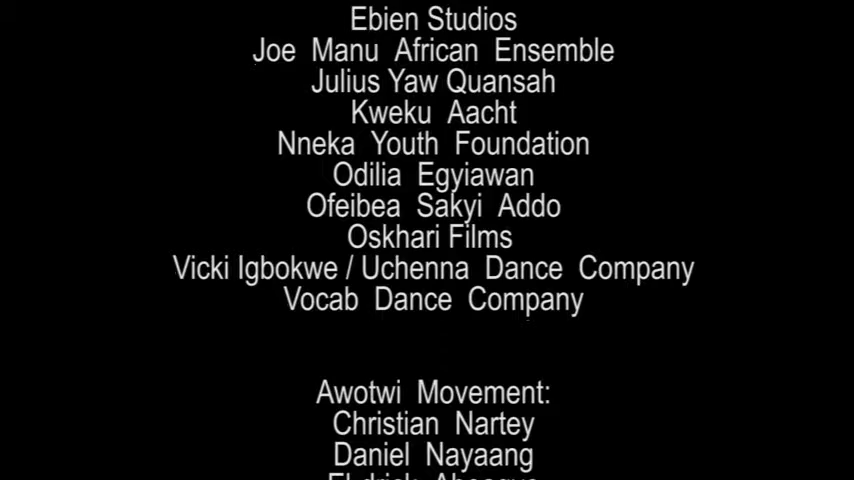 Ebien Studios
Joe Manu African Ensemble
Julius Yaw Quansah
Kweku Aacht
Nneka Youth Foundation
Odilia Egyiawan
Ofeibea Sakyi Addo
Oskhari Films
Vicki Igbokwe / Uchenna Dance Company
Vocab Dance Company
Awotwi Movement:
Christian Nartey
Daniel Nayaang